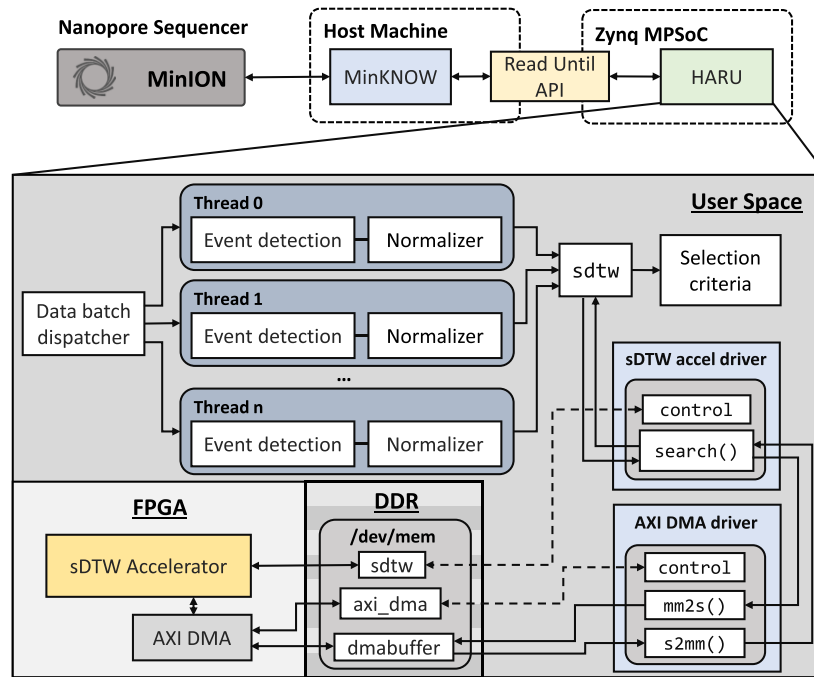 Nanopore Sequencer
Host Machine
Zynq MPSoC
MinION
MinKNOW
Read Until
API
HARU
User Space
Thread 0
Event detection
Normalizer
Thread 1
Event detection
Normalizer
...
Thread n
Event detection
Normalizer
Data batch
dispatcher
sdtw
Selection
criteria
sDTW accel driver
control
search()
FPGA
sDTW Accelerator
AXI DMA
DDR
/dev/mem
sdtw
axi_dma
dmabuffer
AXI DMA driver
control
mm2s()
s2mm()